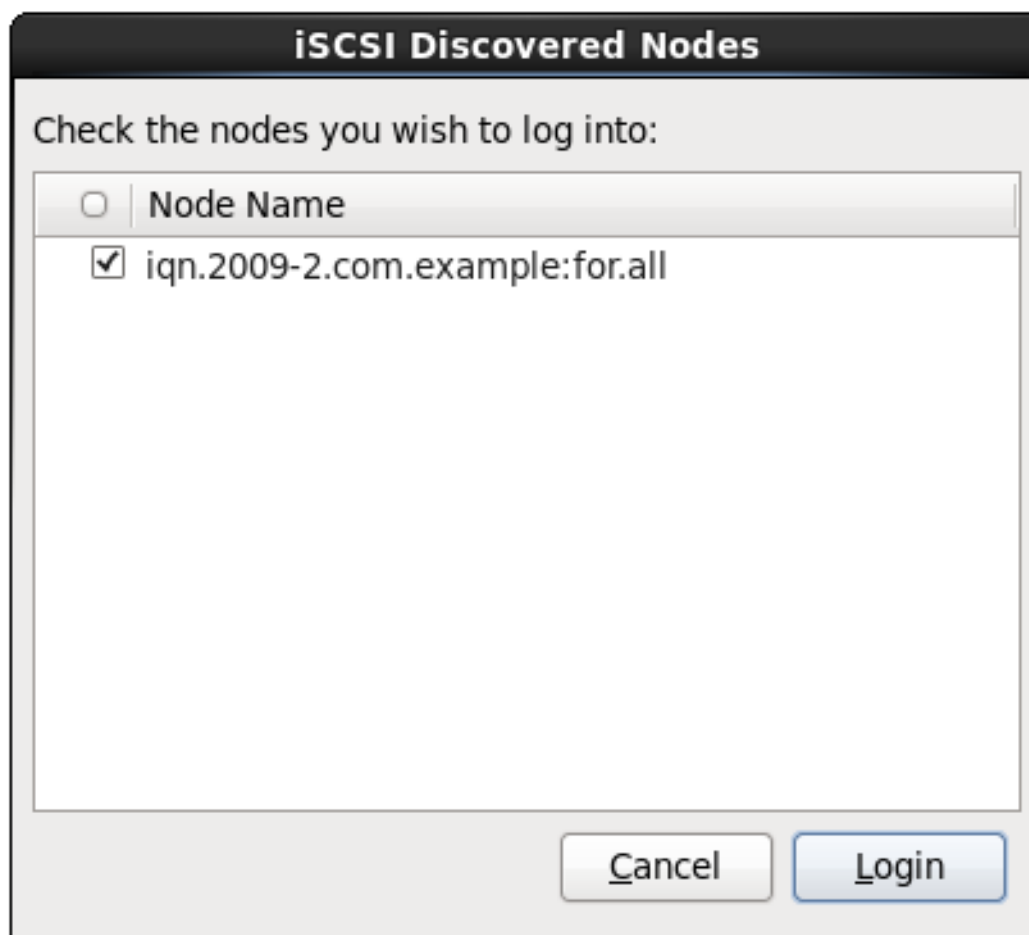 iSCSI Discovered Nodes
Check the nodes you wish to log into:
Node Name
iqn.2009-2.com.example:for.all
Cancel Login